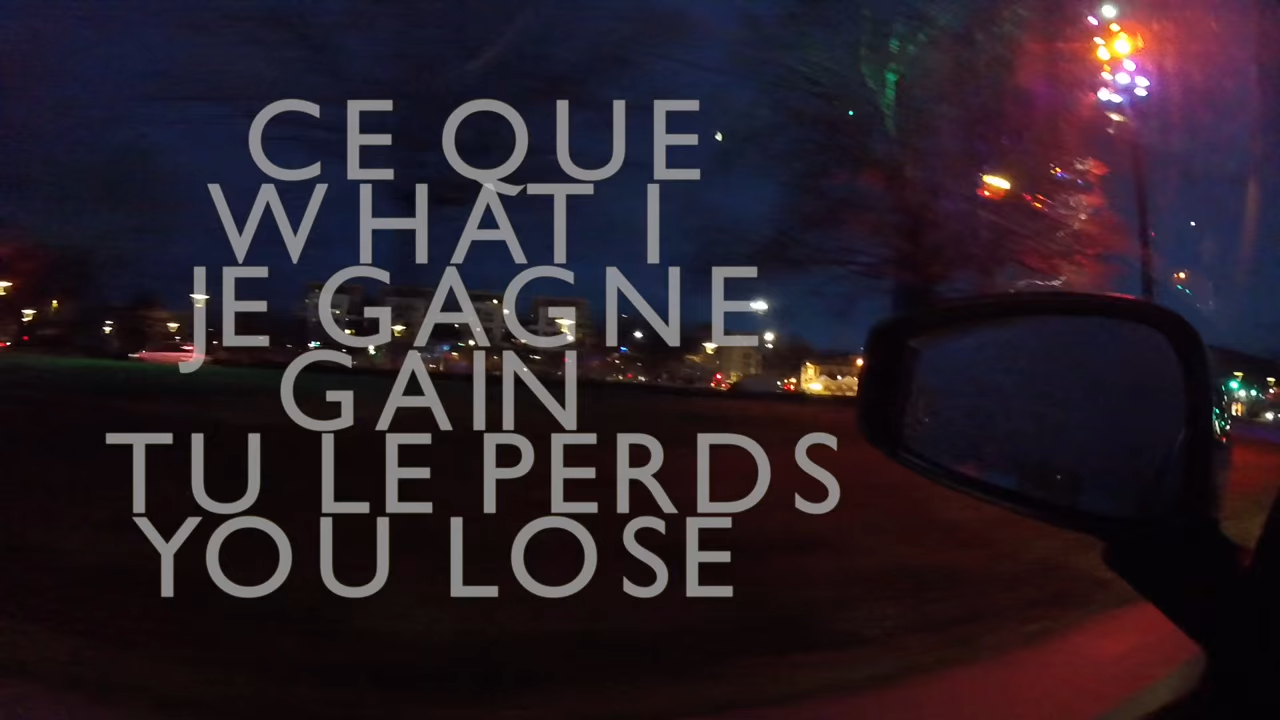 CE QUE
WHAT I
JE GAGNE
GAIN
TU LE PERDS
YOU LOSE